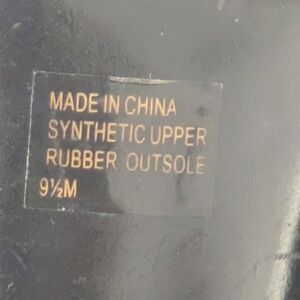 MADE IN CHINA
SYNTHETIC UPPER
RUBBER OUTSOLE
9½M